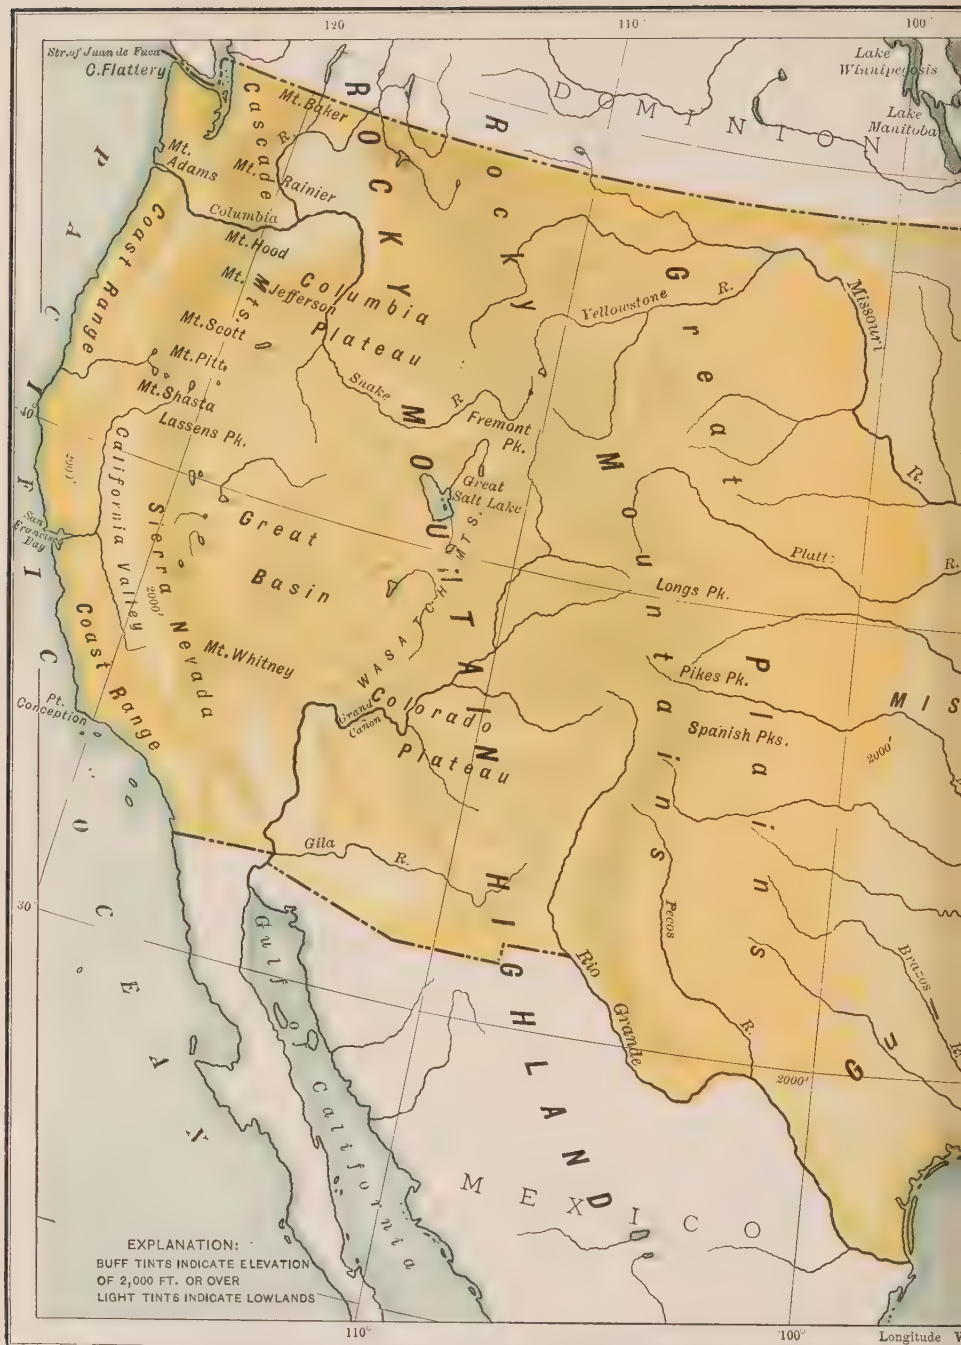 120
110°
100°
Str. of Juan de Fuca
C. Flattery
Lake
Winnipegosis
Lake
Manitoba
DOMINION
Mt. Baker
Cascade
Mts.
R.
Mt.
Adams
Mt.
Rainier
Columbia
Mt. Hood
Mt.
Jefferson
Columbia
Plateau
Coast Range
Mt. Scott
Mt. Pitt.
Mt. Shasta
Lassens Pk.
ROCKY MOUNTAIN HIGHLAND
Rocky Mountains
Great Plains
Yellowstone R.
Missouri
R.
Snake
R.
Fremont
Pk.
Great
Salt Lake
PACIFIC OCEAN
40
San
Francisco
Bay
California Valley
2000'
Sierra Nevada
2000'
Great
Basin
WASATCH MTS.
Platt
R.
Longs Pk.
Mt. Whitney
Coast Range
Pt.
Conception
Grand
Cañon
Colorado
Plateau
Pikes Pk.
Spanish Pks.
MIS
2000'
Gila R.
30°
Pecos
R.
Rio Grande
Brazos
R.
Gulf of California
2000'
GU
MEXICO
EXPLANATION:
BUFF TINTS INDICATE ELEVATION
OF 2,000 FT. OR OVER
LIGHT TINTS INDICATE LOWLANDS
110°
100°
Longitude W